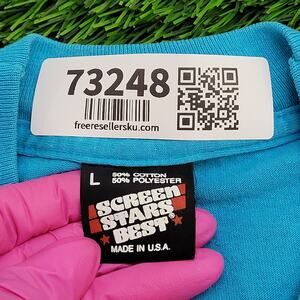 73248
freeresellersku.com
L 50% COTTON
50% POLYESTER
SCREEN
STARS
BEST
MADE IN U.S.A.